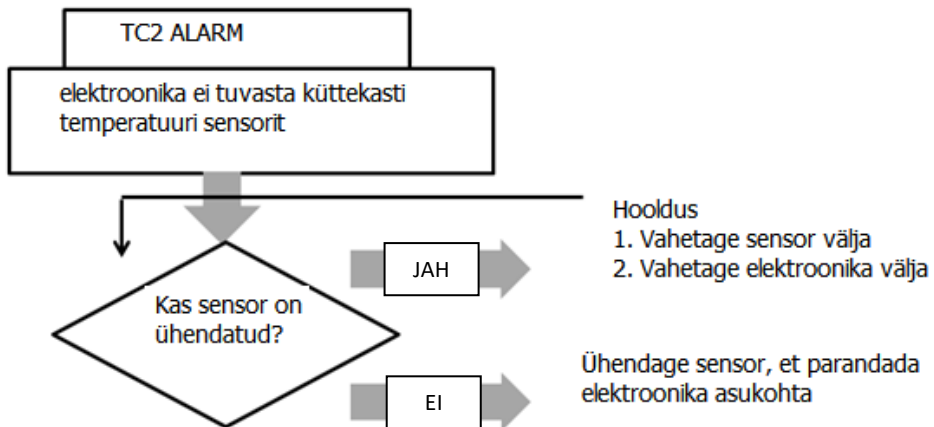 TC2 ALARM
elektroonika ei tuvasta küttekasti
temperatuuri sensorit
Hooldus
1. Vahetage sensor välja
2. Vahetage elektroonika välja
JAH
Kas sensor on
ühendatud?
Ühendage sensor, et parandada
elektroonika asukohta
EI